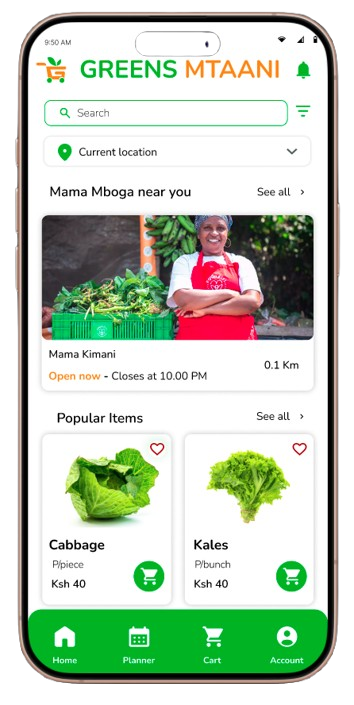 9:50 AM
GREENS MTAANI
Search
Current location
Mama Mboga near you
See all
Mama Kimani
0.1 Km
Open now - Closes at 10.00 PM
Popular Items
See all
Cabbage
Kales
P/piece
P/bunch
Ksh 40
Ksh 40
Home
Planner
Cart
Account